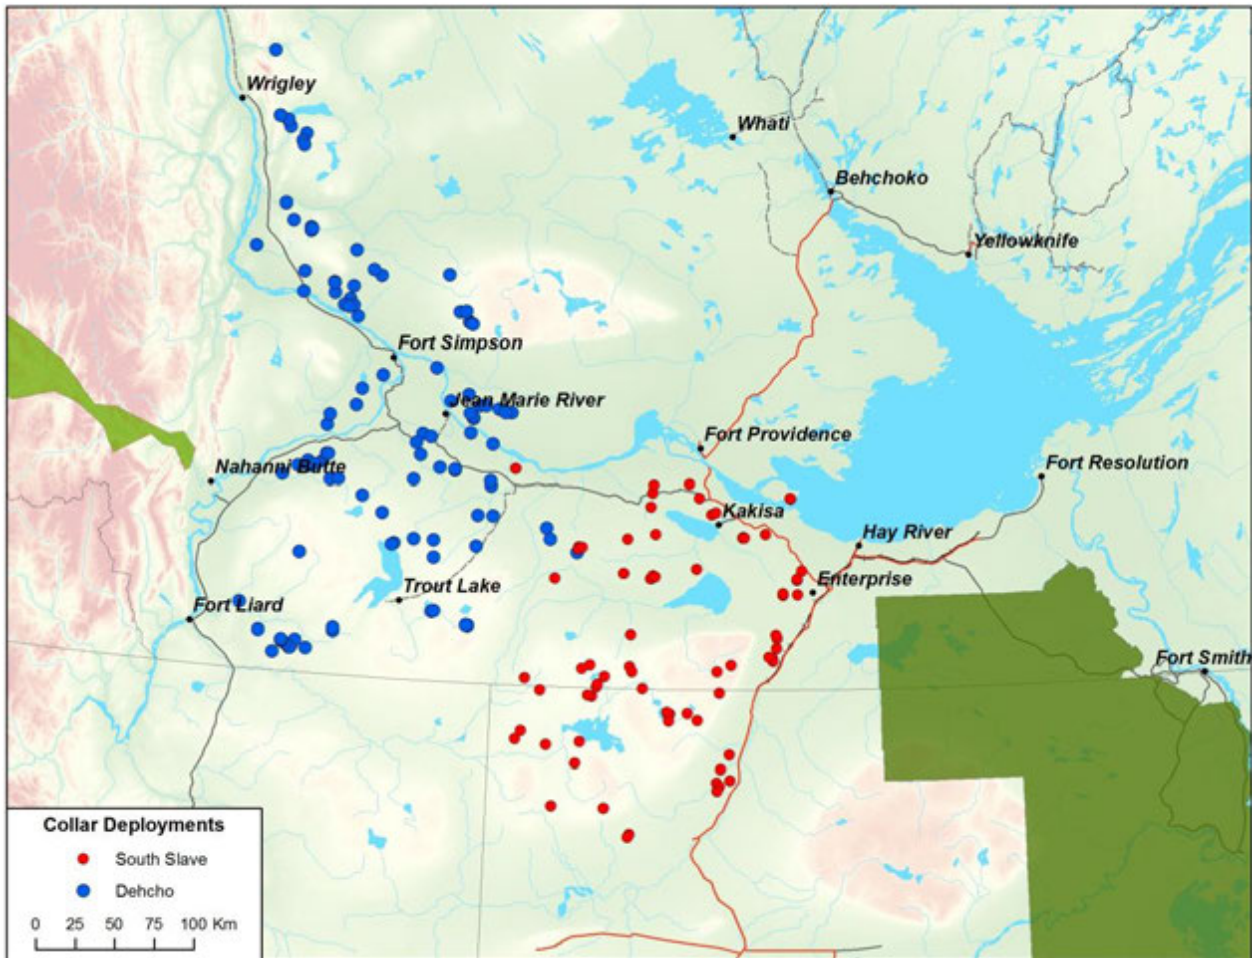 Wrigley
Whati
Behchoko
Yellowknife
Fort Simpson
Jean Marie River
Fort Providence
Nahanni Butte
Fort Resolution
Kakisa
Hay River
Trout Lake
Enterprise
Fort Liard
Fort Smith
Collar Deployments
South Slave
Dehcho
0 25 50 75 100 Km